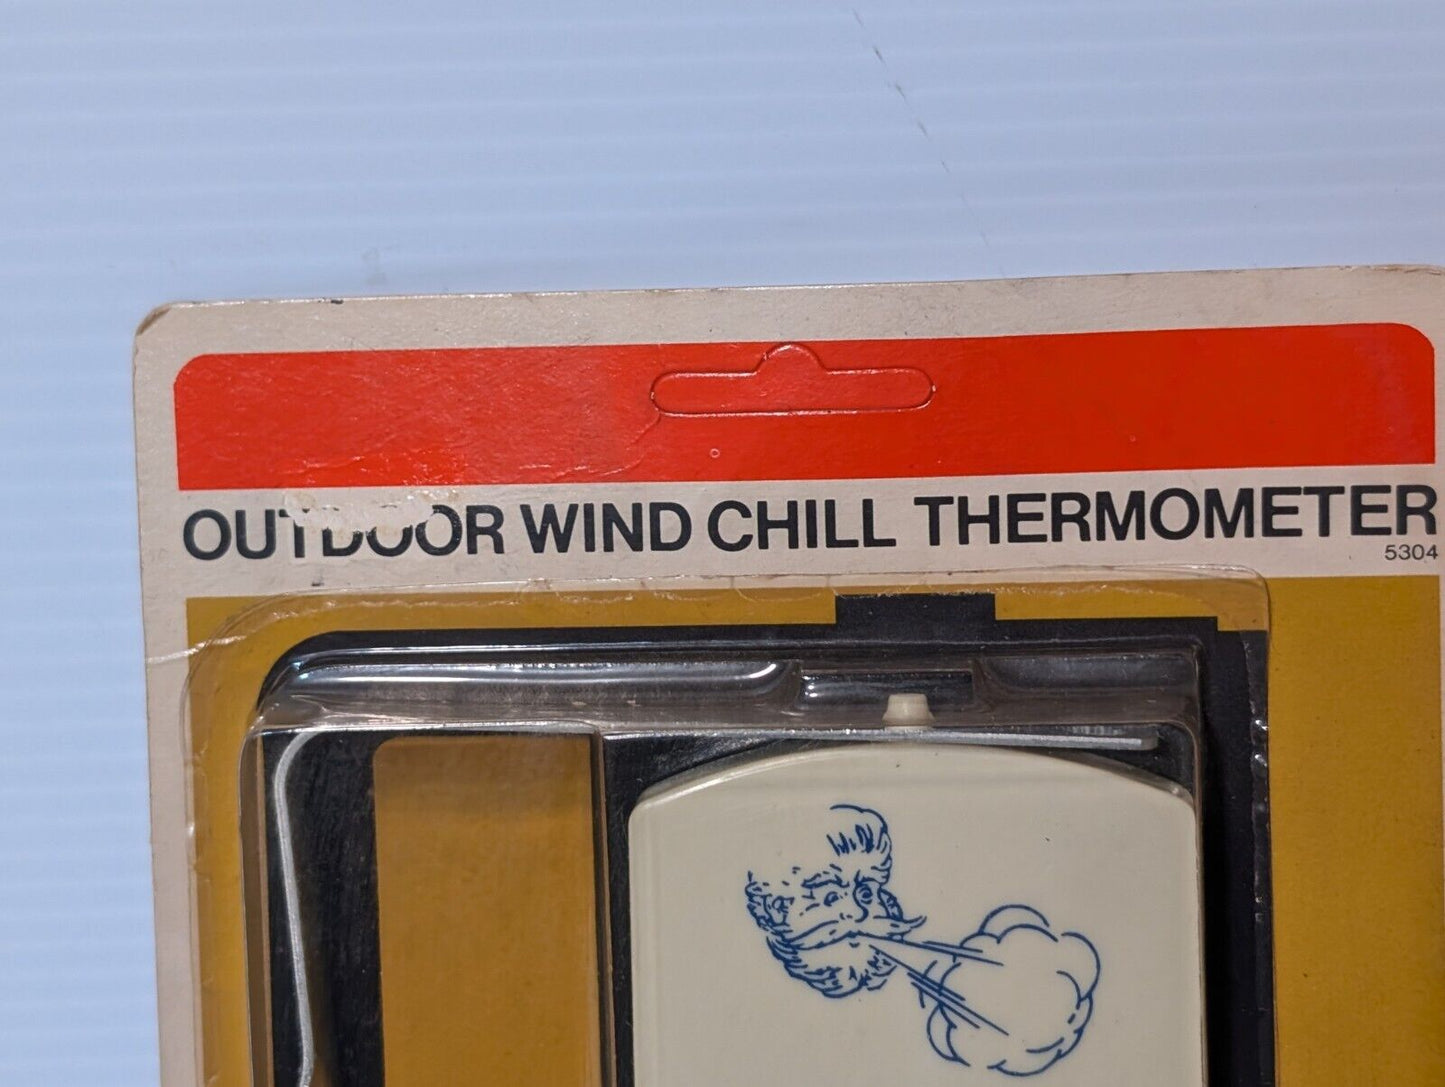 OUTDOOR WIND CHILL THERMOMETER
5304